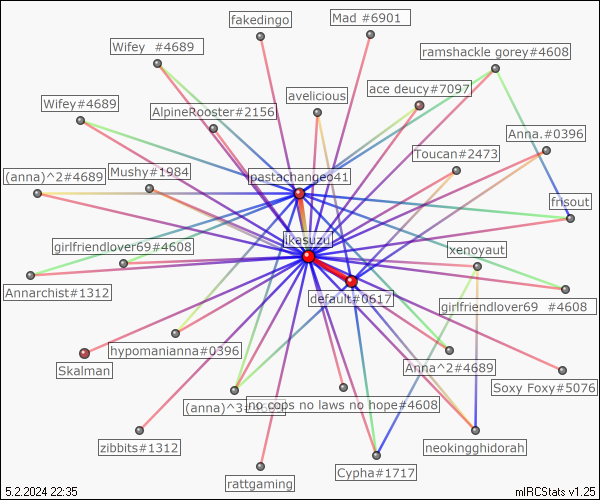 fakedingo
Mad #6901
Wifey #4689
ramshackle gorey#4608
ace deucy#7097
avelicious
Wifey#4689
AlpineRooster#2156
Anna.#0396
Toucan#2473
Mushy#1984
(anna)^2#4689
pastachangeo41
frisout
ikasuzu
girlfriendlover69#4608
xenoyaut
Annarchist#1312
default#0617
girlfriendlover69 #4608
hypomanianna#0396
Skalman
Anna^2#4689
Soxy Foxy#5076
(anna)^3#4689
no cops no laws no hope#4608
zibbits#1312
neokingghidorah
Cypha#1717
rattgaming
5.2.2024 22:35
mIRCStats v1.25